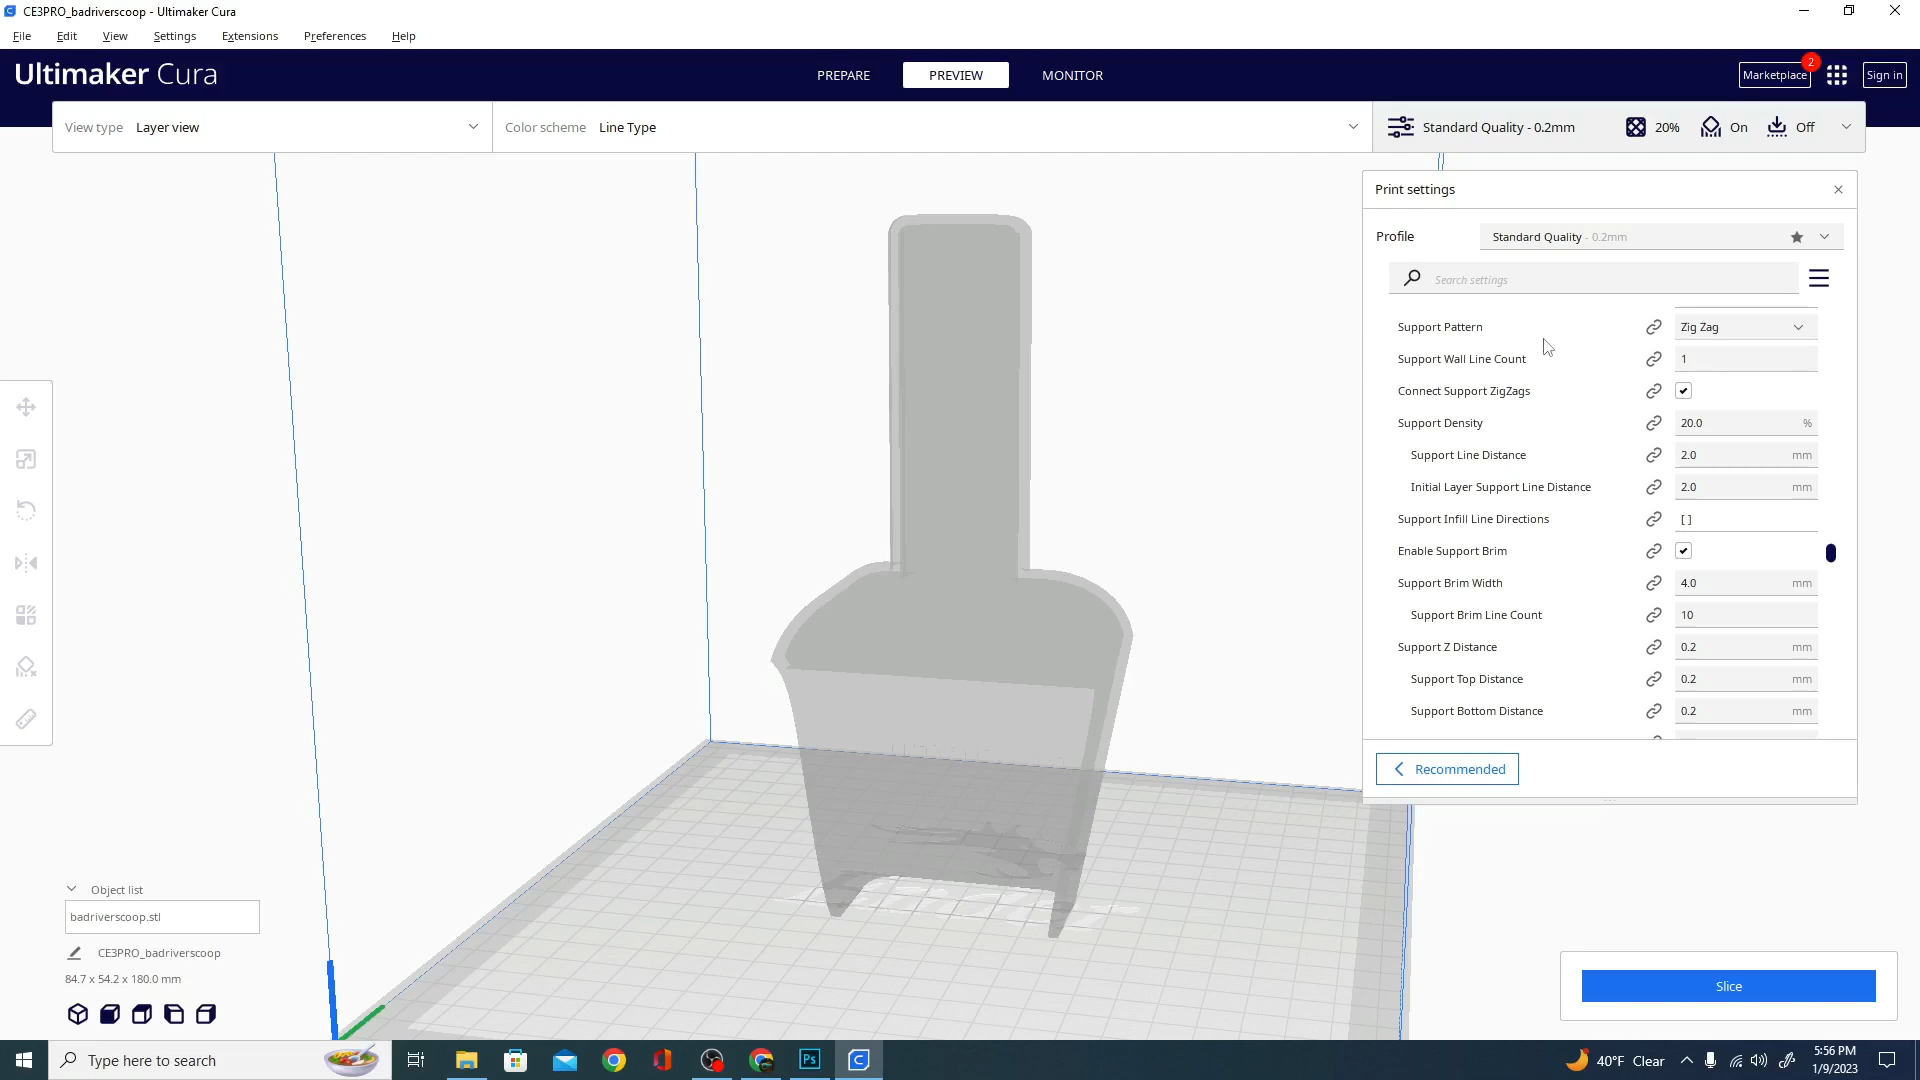 CE3PRO_badriverscoop - Ultimaker Cura
File Edit View Settings Extensions Preferences Help
Ultimaker Cura
PREPARE PREVIEW MONITOR
Marketplace 2 Sign in
View type Layer view
Color scheme Line Type
Standard Quality - 0.2mm 20% On Off
Print settings
Profile Standard Quality - 0.2mm
Search settings
Support Pattern Zig Zag
Support Wall Line Count 1
Connect Support ZigZags
Support Density 20.0 %
Support Line Distance 2.0 mm
Initial Layer Support Line Distance 2.0 mm
Support Infill Line Directions [ ]
Enable Support Brim
Support Brim Width 4.0 mm
Support Brim Line Count 10
Support Z Distance 0.2 mm
Support Top Distance 0.2 mm
Support Bottom Distance 0.2 mm
Recommended
Object list
badriverscoop.stl
CE3PRO_badriverscoop
84.7 x 54.2 x 180.0 mm
Slice
Type here to search
Ps
40°F Clear
5:56 PM
1/9/2023